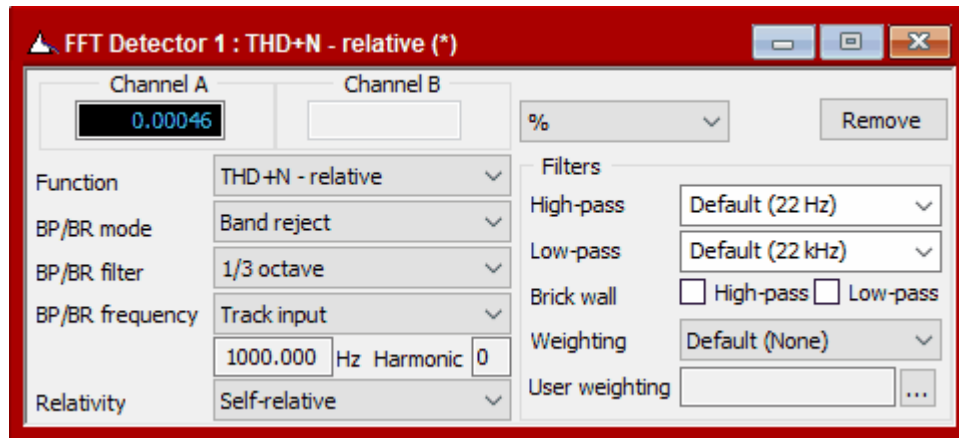 FFT Detector 1 : THD+N - relative (*)
Channel A
Channel B
0.00046
%
Remove
Function
THD+N - relative
BP/BR mode
Band reject
BP/BR filter
1/3 octave
BP/BR frequency
Track input
1000.000 Hz Harmonic 0
Relativity
Self-relative
Filters
High-pass
Default (22 Hz)
Low-pass
Default (22 kHz)
Brick wall
High-pass
Low-pass
Weighting
Default (None)
User weighting
...